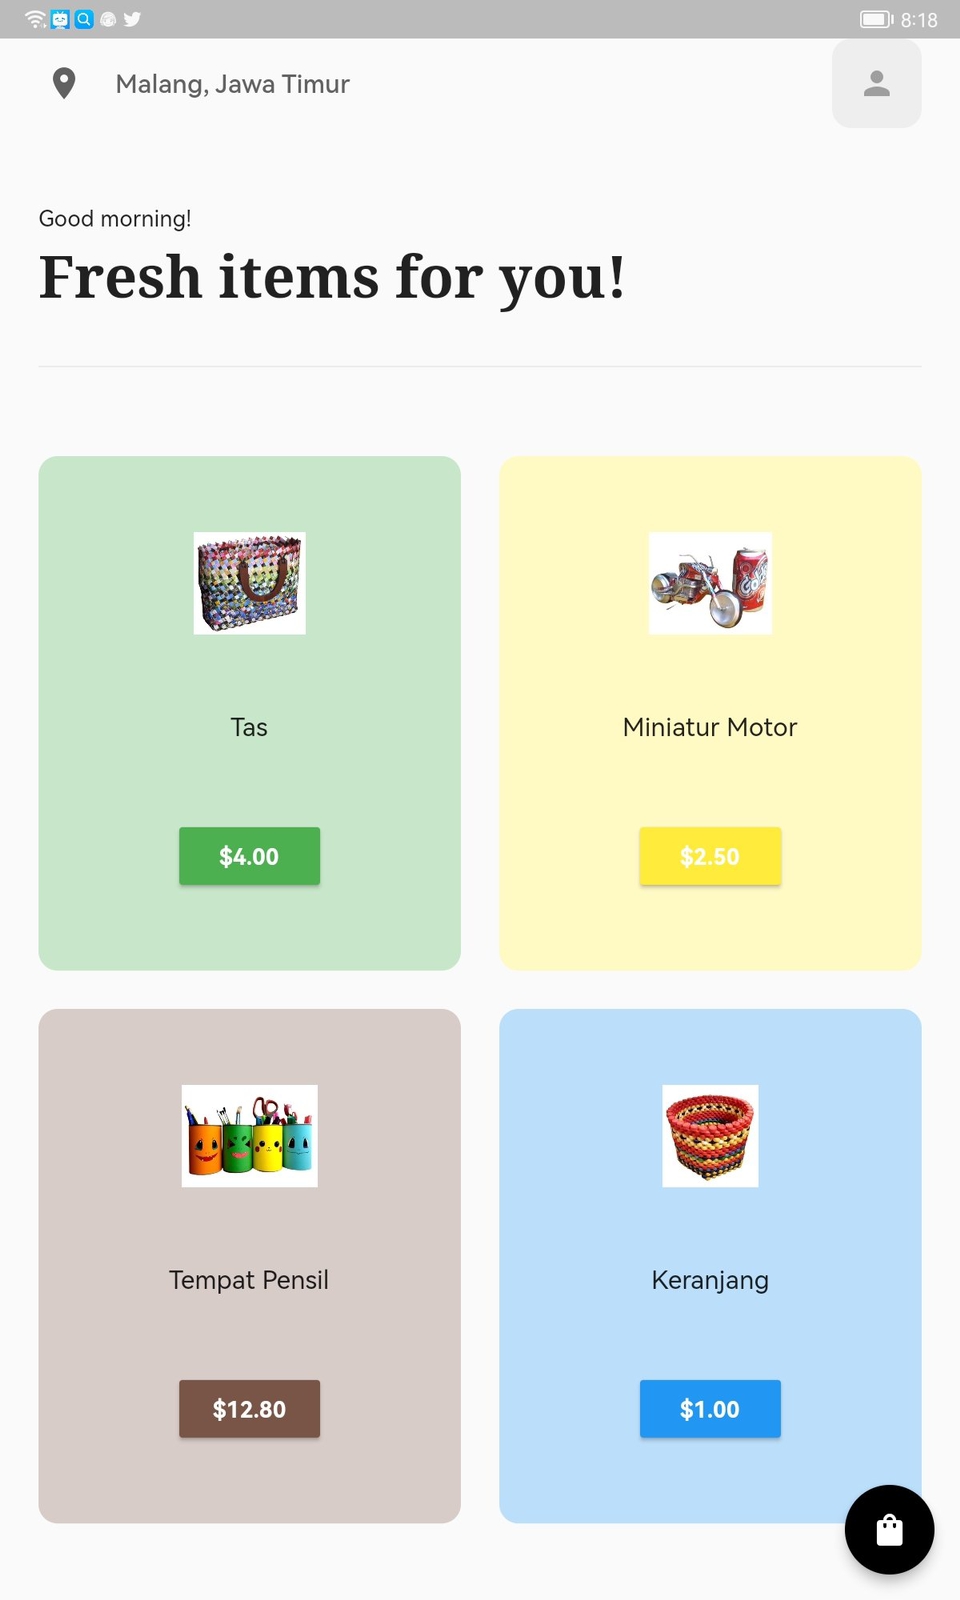 8:18
Malang, Jawa Timur
Good morning!
Fresh items for you!
Tas
$4.00
Miniatur Motor
$2.50
Tempat Pensil
$12.80
Keranjang
$1.00